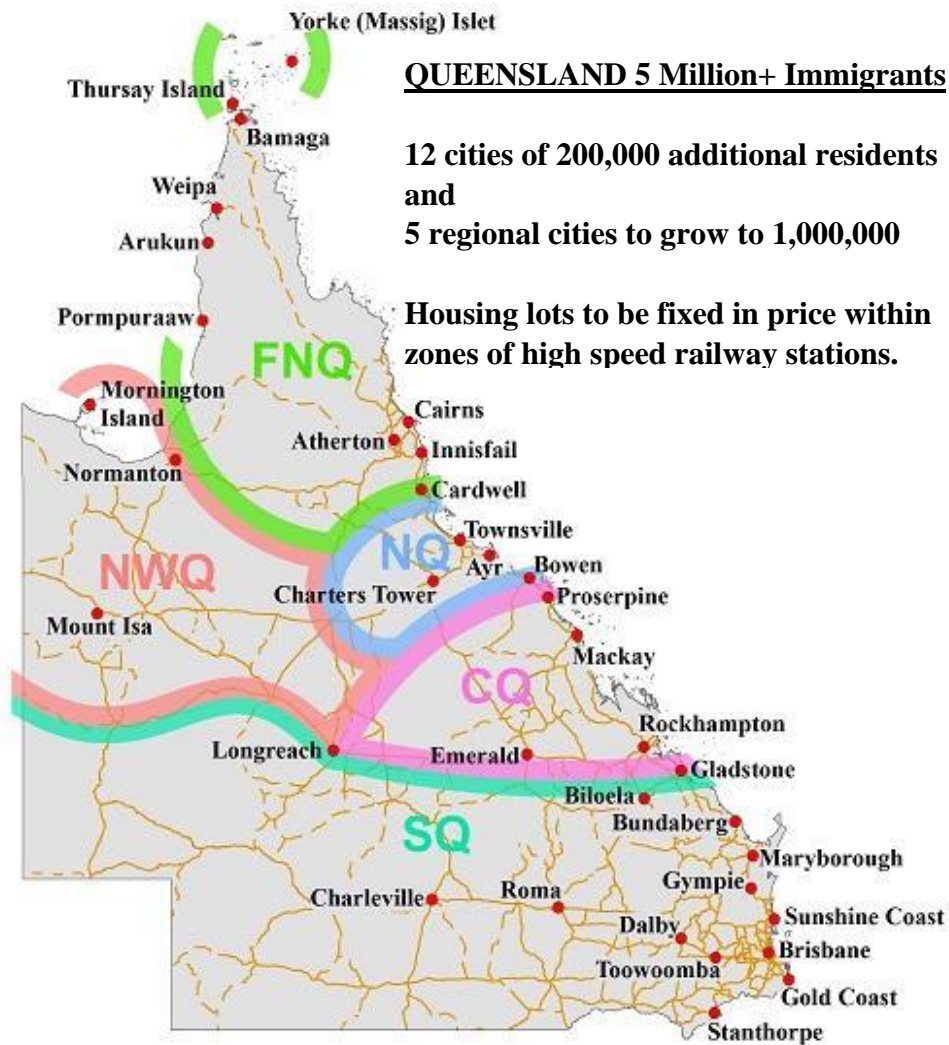 Yorke (Massig) Islet
QUEENSLAND 5 Million+ Immigrants
Thursay Island
Bamaga
12 cities of 200,000 additional residents
and
5 regional cities to grow to 1,000,000
Weipa
Arukun
Housing lots to be fixed in price within
zones of high speed railway stations.
Pormpuraaw
FNQ
Mornington
Island
Cairns
Atherton
Innisfail
Normanton
Cardwell
Townsville
NQ
Ayr
Bowen
NWQ
Charters Tower
Proserpine
Mount Isa
Mackay
CQ
Rockhampton
Longreach
Emerald
Gladstone
Biloela
Bundaberg
SQ
Maryborough
Gympie
Charleville
Roma
Sunshine Coast
Dalby
Brisbane
Toowoomba
Gold Coast
Stanthorpe